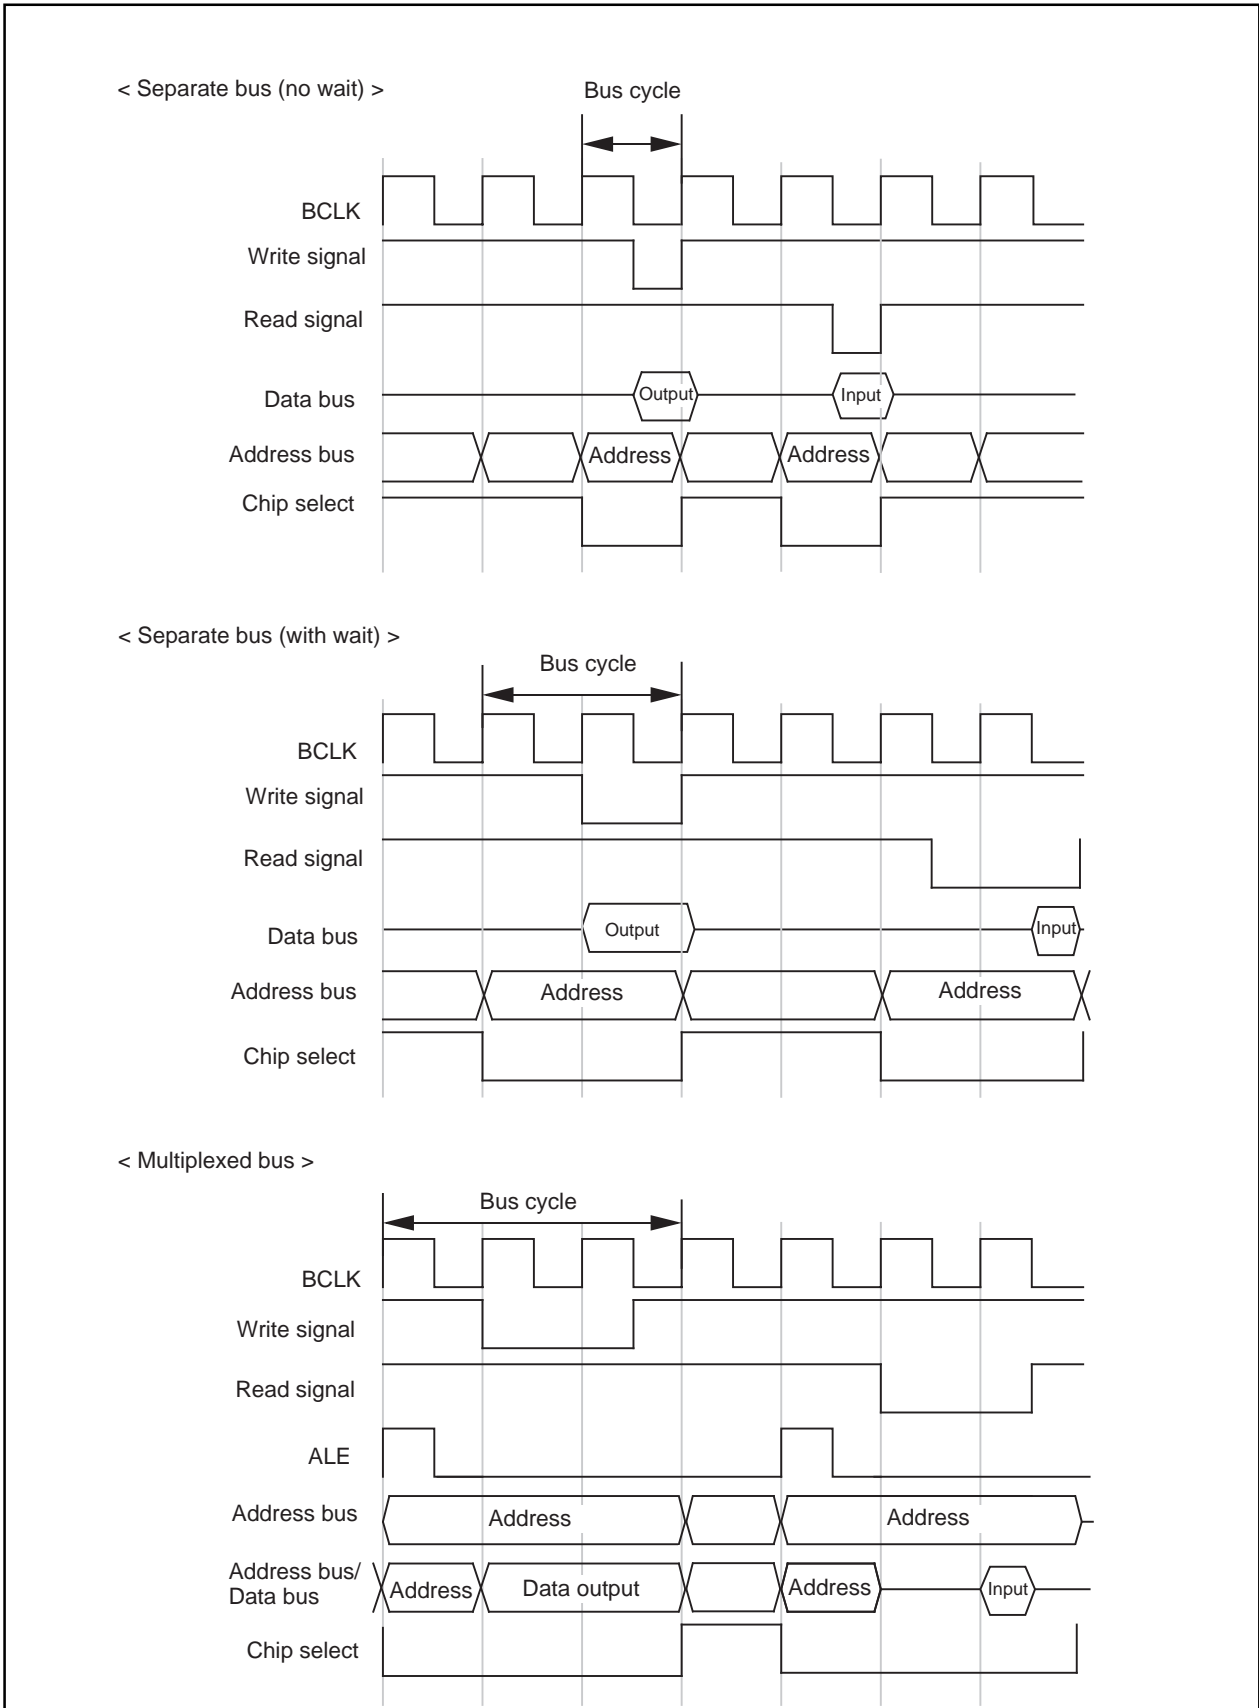 < Separate bus (no wait) >
Bus cycle
BCLK
Write signal
Read signal
Data bus
Output
Input
Address bus
Address
Address
Chip select
< Separate bus (with wait) >
Bus cycle
BCLK
Write signal
Read signal
Data bus
Output
Input
Address bus
Address
Address
Chip select
< Multiplexed bus >
Bus cycle
BCLK
Write signal
Read signal
ALE
Address bus
Address
Address
Address bus/
Data bus
Address
Data output
Address
Input
Chip select